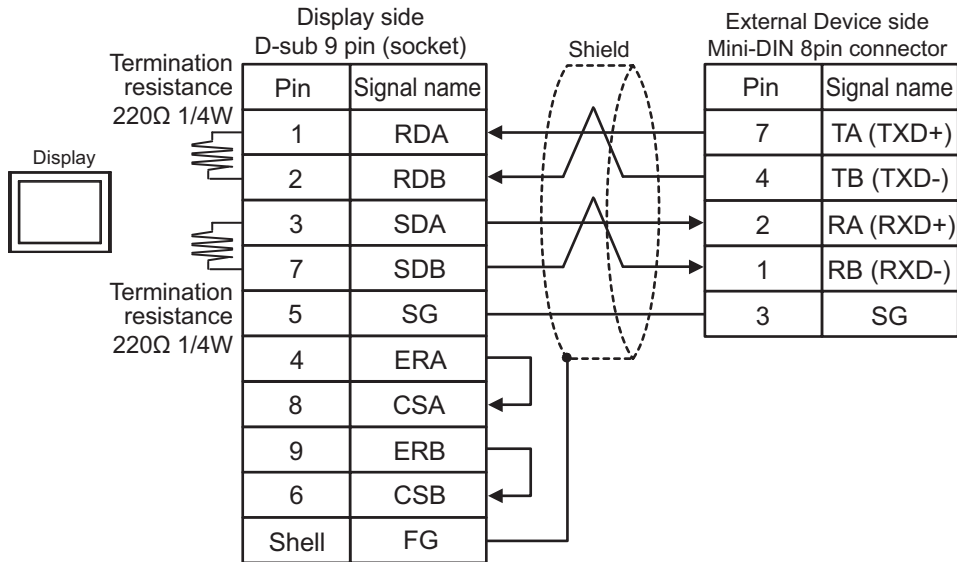 Display side
D-sub 9 pin (socket)
Shield
External Device side
Mini-DIN 8pin connector
Termination
resistance
220Ω 1/4W
Display
Termination
resistance
220Ω 1/4W
Pin Signal name
1 RDA
2 RDB
3 SDA
7 SDB
5 SG
4 ERA
8 CSA
9 ERB
6 CSB
Shell FG
Pin Signal name
7 TA (TXD+)
4 TB (TXD-)
2 RA (RXD+)
1 RB (RXD-)
3 SG